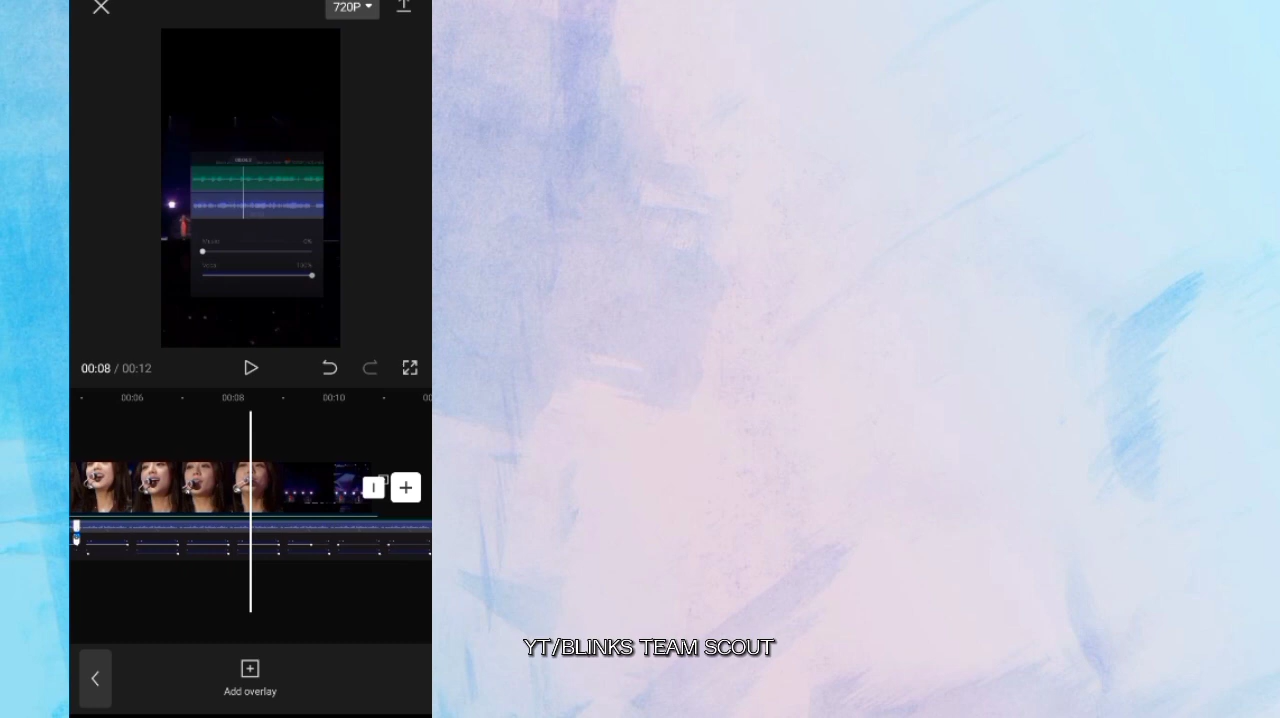 720P
00:08 / 00:12
00:06
00:08
00:10
Add overlay
YT/BLINKS TEAM SCOUT